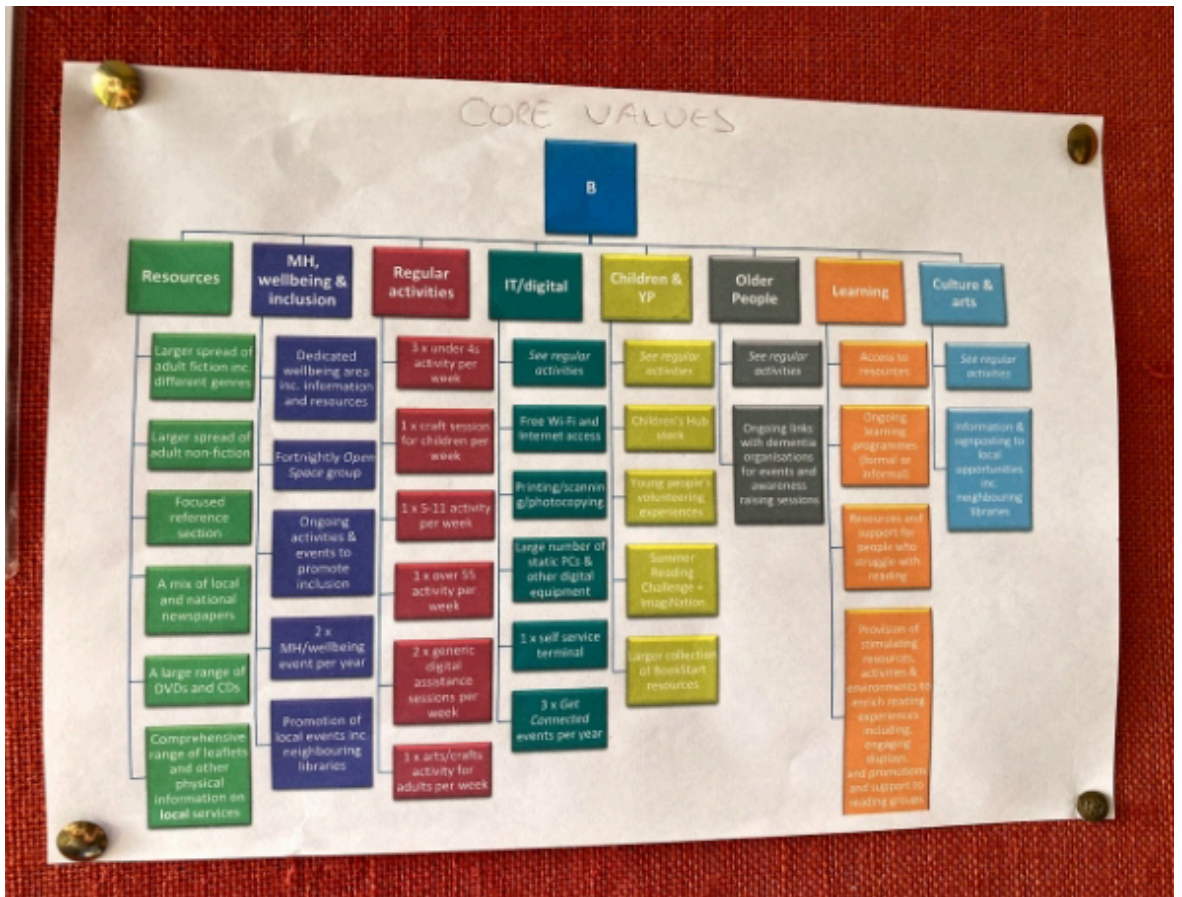 CORE VALUES
B
Resources
Larger spread of
adult fiction inc.
different genres
Larger spread of
adult non-fiction
Focused
reference
section
A mix of local
and national
newspapers
A large range of
DVDs and CDs
Comprehensive
range of leaflets
and other
physical
information on
local services
MH,
wellbeing &
inclusion
Dedicated
wellbeing area
inc. information
and resources
Fortnightly Open
Space group
Ongoing
activities &
events to
promote
inclusion
2 x
MH/wellbeing
event per year
Promotion of
local events inc.
neighbouring
libraries
Regular
activities
3 x under 4s
activity per
week
1 x craft session
for children per
week
1 x 5-11 activity
per week
1 x over 55
activity per
week
2 x generic
digital
assistance
sessions per
week
1 x arts/crafts
activity for
adults per week
IT/digital
See regular
activities
Free Wi-Fi and
Internet access
Printing/scannin
g/photocopying
Large number of
static PCs &
other digital
equipment
1 x self service
terminal
3 x Get
Connected
events per year
Children &
YP
See regular
activities
Children's Hub
stock
Young people's
volunteering
experiences
Summer
Reading
Challenge +
ImagiNation
Larger collection
of BookStart
resources
Older
People
See regular
activities
Ongoing links
with dementia
organisations
for events and
awareness
raising sessions
Learning
Access to
resources
Ongoing
learning
programmes
(formal or
informal)
Resources and
support for
people who
struggle with
reading
Provision of
stimulating
resources,
activities &
environments to
enrich reading
experiences
including,
engaging
displays,
and promotions
and support to
reading groups
Culture &
arts
See regular
activities
Information &
signposting to
local
opportunities
inc.
neighbouring
libraries